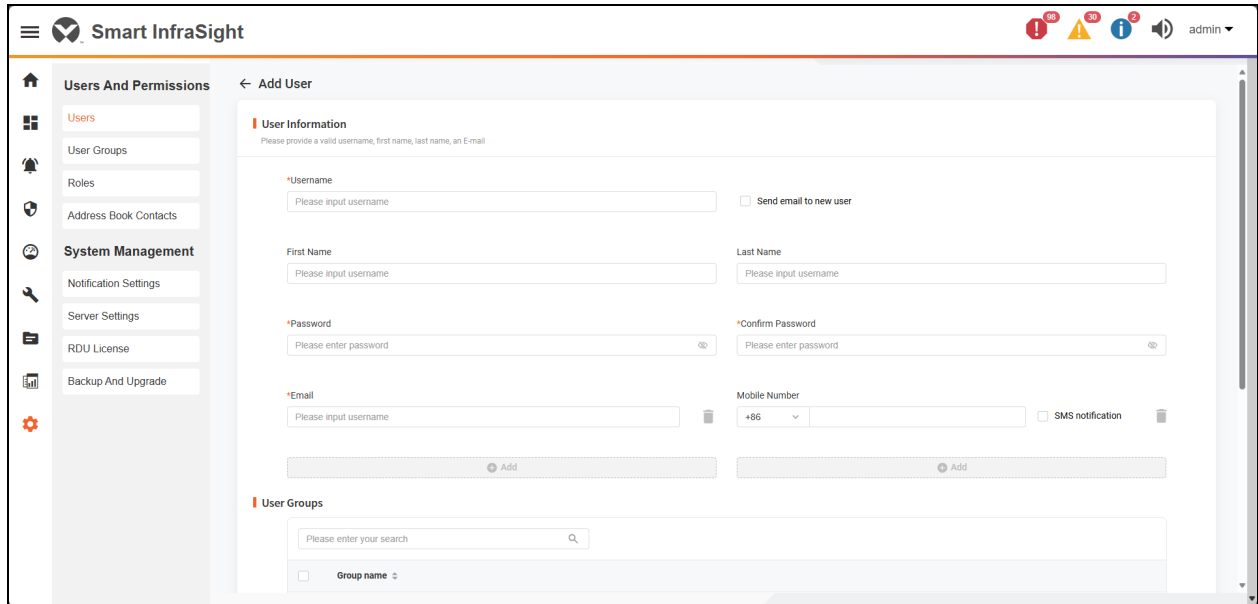 Smart InfraSight
98
30
2
admin
Users And Permissions
Users
User Groups
Roles
Address Book Contacts
System Management
Notification Settings
Server Settings
RDU License
Backup And Upgrade
Add User
User Information
Please provide a valid username, first name, last name, an E-mail
*Username
Please input username
Send email to new user
First Name
Last Name
Please input username
Please input username
*Password
*Confirm Password
Please enter password
Please enter password
*Email
Mobile Number
Please input username
+86
SMS notification
Add
Add
User Groups
Please enter your search
Group name